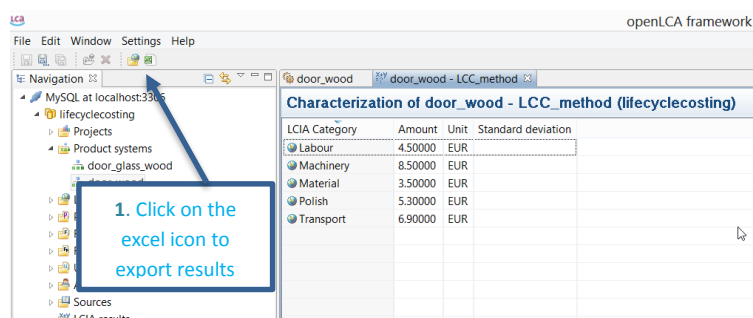 LCA
openLCA framework
File Edit Window Settings Help
Navigation
door_wood
door_wood - LCC_method
MySQL at localhost:3306
lifecyclecosting
Projects
Product systems
door_glass_wood
door_wood
Sources
LCIA results
1. Click on the
excel icon to
export results
Characterization of door_wood - LCC_method (lifecyclecosting)
LCIA Category Amount Unit Standard deviation
Labour 4.50000 EUR
Machinery 8.50000 EUR
Material 3.50000 EUR
Polish 5.30000 EUR
Transport 6.90000 EUR